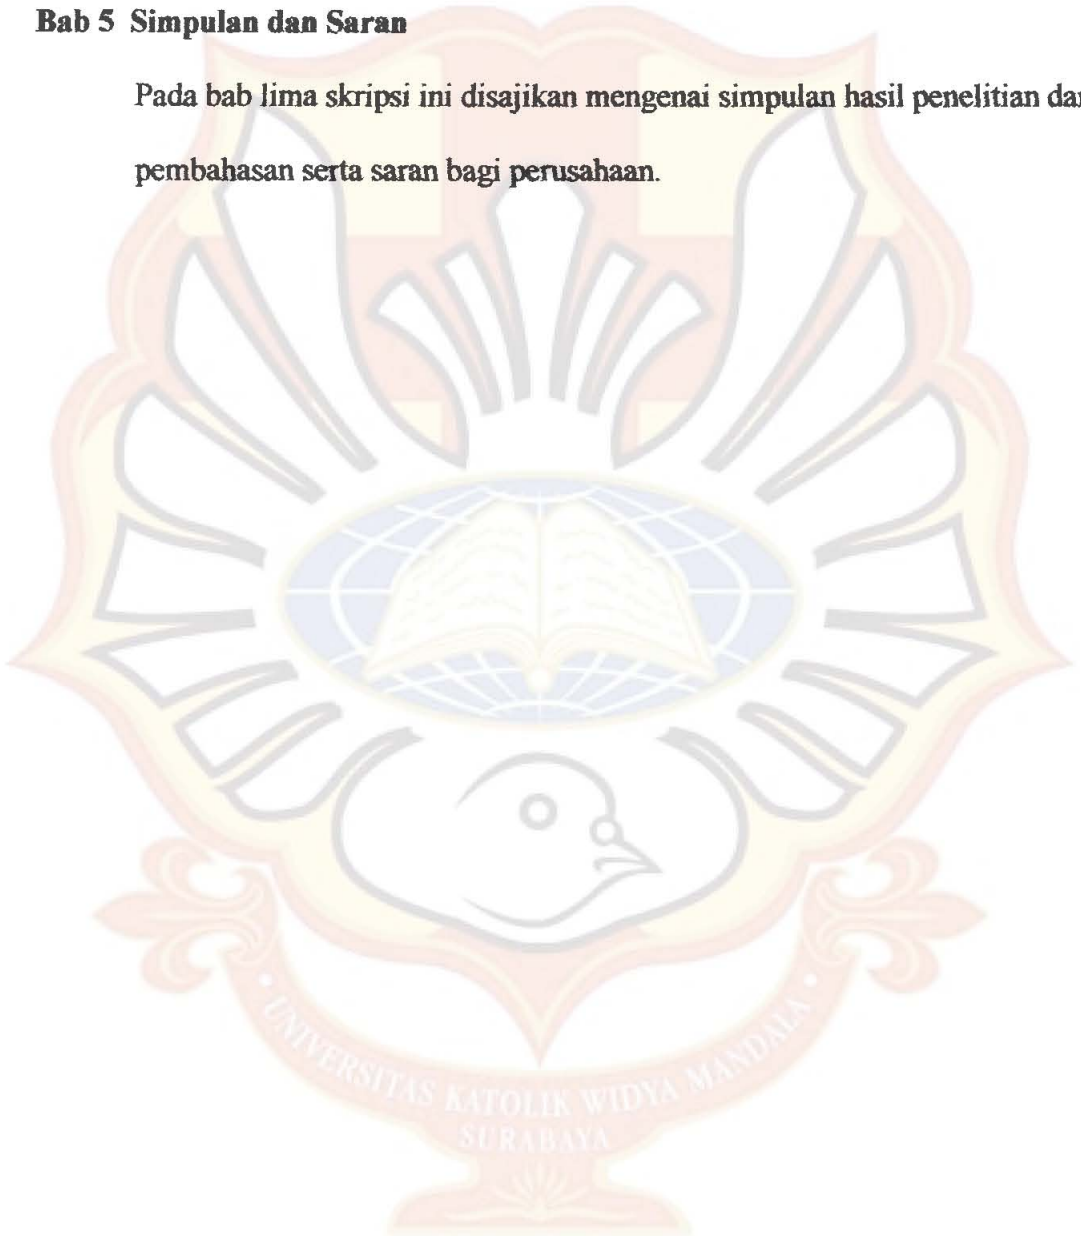 Bab 5 Simpulan dan Saran
Pada bab lima skripsi ini disajikan mengenai simpulan hasil penelitian dan
pembahasan serta saran bagi perusahaan.
UNIVERSITAS KATOLIK WIDYA MANDALA
SURABAYA